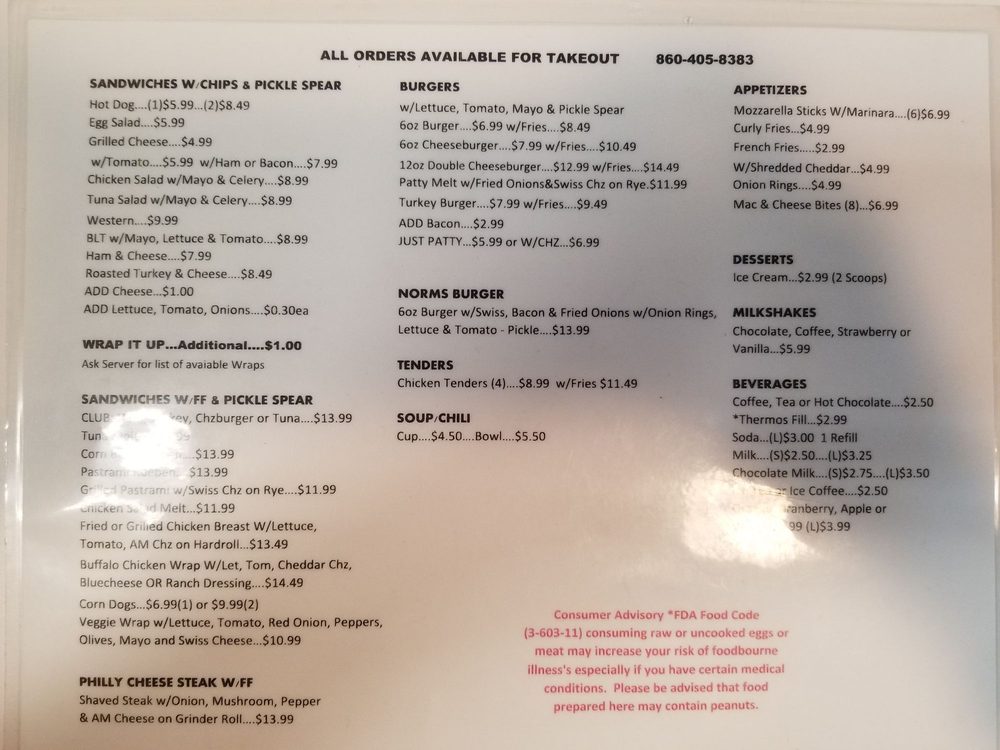 ALL ORDERS AVAILABLE FOR TAKEOUT 860-405-8383
SANDWICHES W/CHIPS & PICKLE SPEAR
Hot Dog....(1)$5.99...(2)$8.49
Egg Salad....$5.99
Grilled Cheese....$4.99
w/Tomato....$5.99 w/Ham or Bacon....$7.99
Chicken Salad w/Mayo & Celery....$8.99
Tuna Salad w/Mayo & Celery....$8.99
Western....$9.99
BLT w/Mayo, Lettuce & Tomato....$8.99
Ham & Cheese....$7.99
Roasted Turkey & Cheese....$8.49
ADD Cheese...$1.00
ADD Lettuce, Tomato, Onions....$0.30ea
WRAP IT UP...Additional....$1.00
Ask Server for list of avaiable Wraps
SANDWICHES W/FF & PICKLE SPEAR
CLUB Chzburger or Tuna....$13.99
Corn $13.99
Pastrami $13.99
Grilled Pastrami w/Swiss Chz on Rye....$11.99
Chicken Salad Melt...$11.99
Fried or Grilled Chicken Breast W/Lettuce,
Tomato, AM Chz on Hardroll...$13.49
Buffalo Chicken Wrap W/Let, Tom, Cheddar Chz,
Bluecheese OR Ranch Dressing....$14.49
Corn Dogs...$6.99(1) or $9.99(2)
Veggie Wrap w/Lettuce, Tomato, Red Onion, Peppers,
Olives, Mayo and Swiss Cheese...$10.99
PHILLY CHEESE STEAK W/FF
Shaved Steak w/Onion, Mushroom, Pepper
& AM Cheese on Grinder Roll....$13.99
BURGERS
w/Lettuce, Tomato, Mayo & Pickle Spear
6oz Burger....$6.99 w/Fries....$8.49
6oz Cheeseburger....$7.99 w/Fries....$10.49
12oz Double Cheeseburger....$12.99 w/Fries....$14.49
Patty Melt w/Fried Onions&Swiss Chz on Rye.$11.99
Turkey Burger....$7.99 w/Fries....$9.49
ADD Bacon....$2.99
JUST PATTY...$5.99 or W/CHZ...$6.99
NORMS BURGER
6oz Burger w/Swiss, Bacon & Fried Onions w/Onion Rings,
Lettuce & Tomato - Pickle....$13.99
TENDERS
Chicken Tenders (4)....$8.99 w/Fries $11.49
SOUP/CHILI
Cup....$4.50....Bowl....$5.50
APPETIZERS
Mozzarella Sticks W/Marinara....(6)$6.99
Curly Fries...$4.99
French Fries.....$2.99
W/Shredded Cheddar...$4.99
Onion Rings....$4.99
Mac & Cheese Bites (8)...$6.99
DESSERTS
Ice Cream...$2.99 (2 Scoops)
MILKSHAKES
Chocolate, Coffee, Strawberry or
Vanilla...$5.99
BEVERAGES
Coffee, Tea or Hot Chocolate....$2.50
*Thermos Fill...$2.99
Soda...(L)$3.00 1 Refill
Milk....(S)$2.50....(L)$3.25
Chocolate Milk....(S)$2.75....(L)$3.50
or Ice Coffee....$2.50
Cranberry, Apple or
(L)$3.99
Consumer Advisory *FDA Food Code
(3-603-11) consuming raw or uncooked eggs or
meat may increase your risk of foodbourne
illness's especially if you have certain medical
conditions. Please be advised that food
prepared here may contain peanuts.